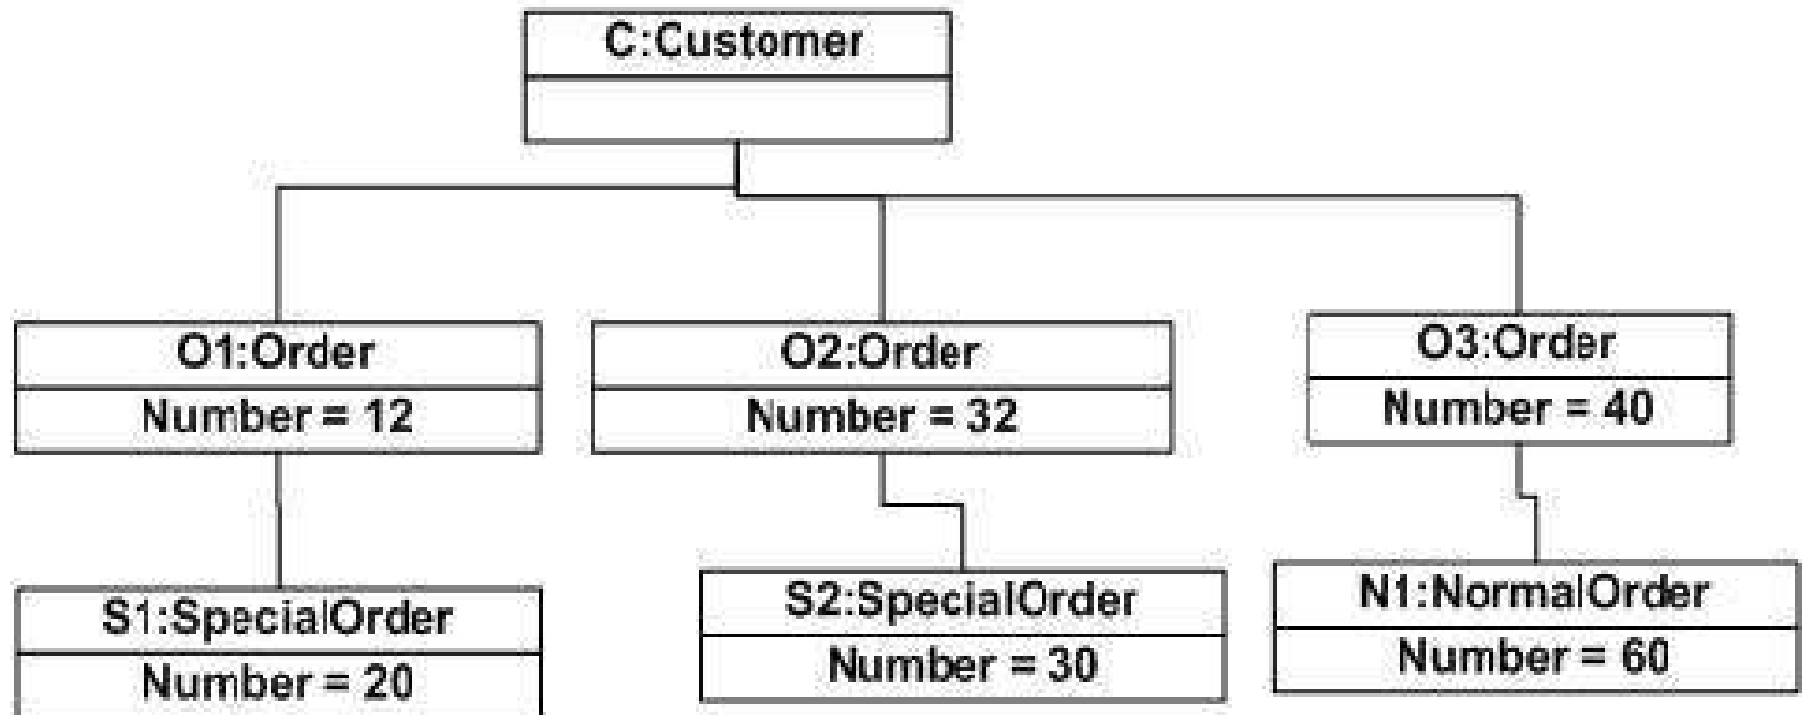 C:Customer
O1:Order
Number = 12
O2:Order
Number = 32
O3:Order
Number = 40
S1:SpecialOrder
Number = 20
S2:SpecialOrder
Number = 30
N1:NormalOrder
Number = 60